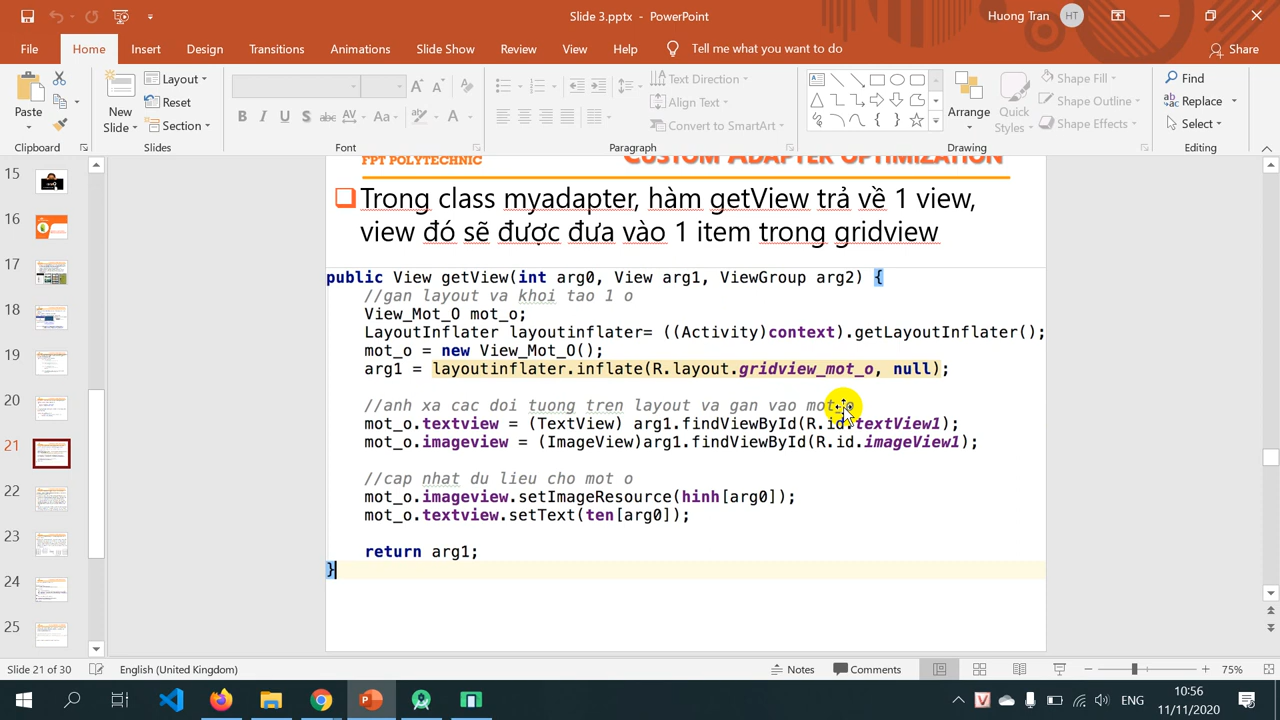 Slide 3.pptx - PowerPoint
Huong Tran
HT
File Home Insert Design Transitions Animations Slide Show Review View Help Tell me what you want to do
Share
Paste
Clipboard
New
Slide
Layout
Reset
Section
Slides
Font
Text Direction
Align Text
Convert to SmartArt
Paragraph
Arrange
Quick
Styles
Shape Fill
Shape Outline
Shape Effects
Drawing
Find
Replace
Select
Editing
15
16
17
18
19
20
21
22
23
24
25
FPT POLYTECHNIC
CUSTOM ADAPTER OPTIMIZATION
Trong class myadapter, hàm getView trả về 1 view,
view đó sẽ được đưa vào 1 item trong gridview
public View getView(int arg0, View arg1, ViewGroup arg2) {
//gan layout va khoi tao 1 o
View_Mot_O mot_o;
LayoutInflater layoutinflater= ((Activity)context).getLayoutInflater();
mot_o = new View_Mot_O();
arg1 = layoutinflater.inflate(R.layout.gridview_mot_o, null);
//anh xa cac doi tuong tren layout va gan vao mot o
mot_o.textview = (TextView) arg1.findViewById(R.id.textView1);
mot_o.imageview = (ImageView)arg1.findViewById(R.id.imageView1);
//cap nhat du lieu cho mot o
mot_o.imageview.setImageResource(hinh[arg0]);
mot_o.textview.setText(ten[arg0]);
return arg1;
}
Slide 21 of 30
English (United Kingdom)
Notes
Comments
75%
ENG
10:56
11/11/2020